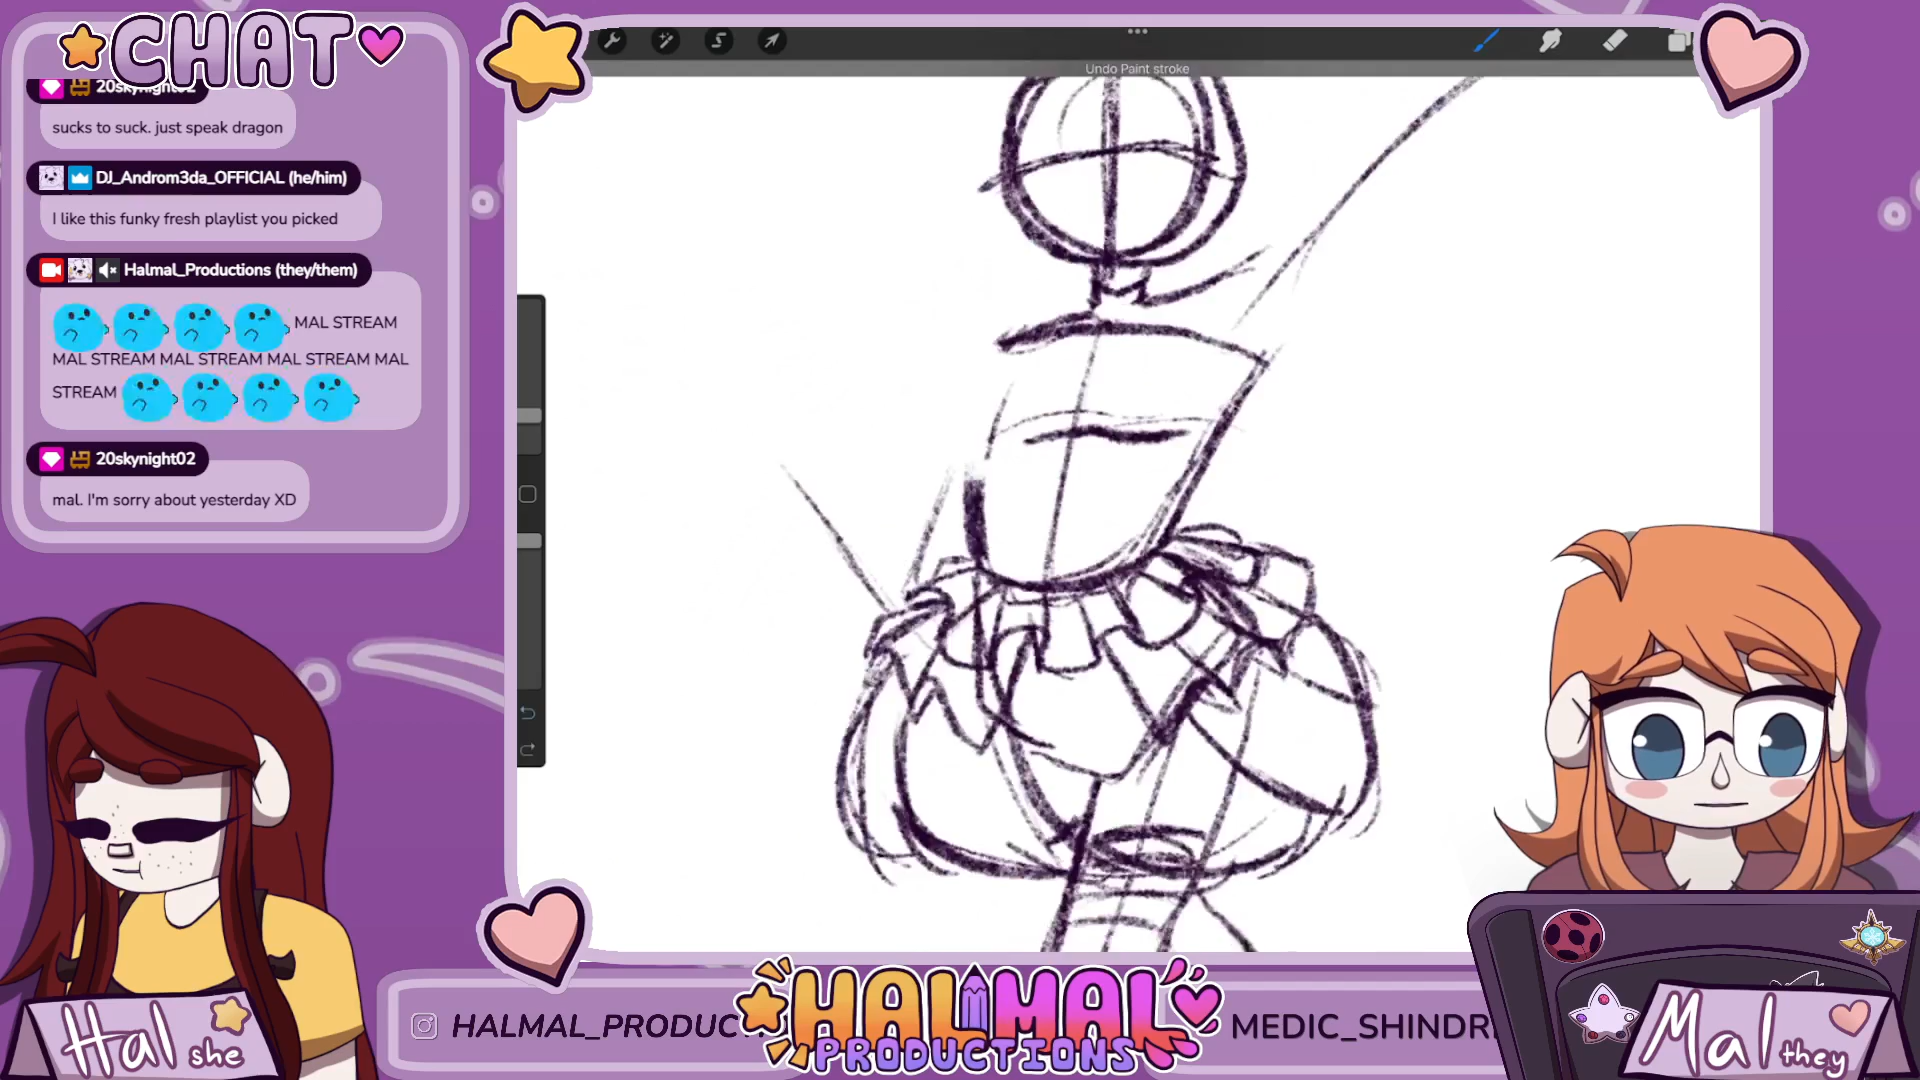 CHAT
20skynight02
sucks to suck. just speak dragon
DJ_Androm3da_OFFICIAL (he/him)
I like this funky fresh playlist you picked
Halmal_Productions (they/them)
MAL STREAM
MAL STREAM MAL STREAM MAL STREAM MAL
STREAM
20skynight02
mal. I'm sorry about yesterday XD
Undo Paint stroke
Hal she
HALMAL_PRODUC
HALMAL
PRODUCTIONS
MEDIC_SHINDR
Mal they